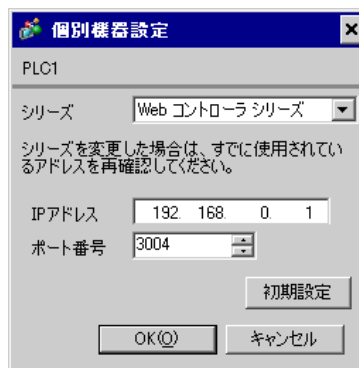 個別機器設定
PLC1
シリーズ Web コントローラ シリーズ
シリーズを変更した場合は、すでに使用されてい
るアドレスを再確認してください。
IPアドレス 192. 168. 0. 1
ポート番号 3004
初期設定
OK(O) キャンセル